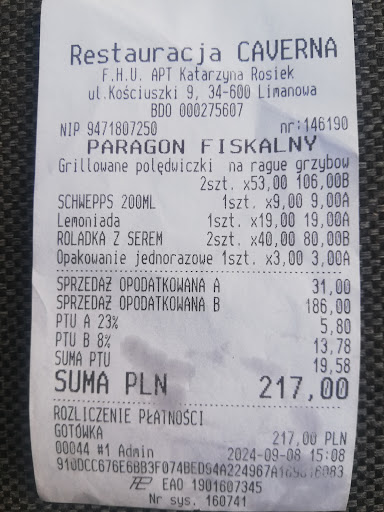 Restauracja CAVERNA
F.H.U. APT Katarzyna Rosiek
ul.Kościuszki 9, 34-600 Limanowa
BDO 000275607
NIP 9471807250 nr:146190
PARAGON FISKALNY
Grillowane polędwiczki na rague grzybow
2szt. x53,00 106,00B
SCHWEPPS 200ML 1szt. x9,00 9,00A
Lemoniada 1szt. x19,00 19,00A
ROLADKA Z SEREM 2szt. x40,00 80,00B
Opakowanie jednorazowe 1szt. x3,00 3,00A
SPRZEDAŻ OPODATKOWANA A 31,00
SPRZEDAŻ OPODATKOWANA B 186,00
PTU A 23% 5,80
PTU B 8% 13,78
SUMA PTU 19,58
SUMA PLN 217,00
ROZLICZENIE PŁATNOŚCI
GOTÓWKA 217,00 PLN
00044 #1 Admin 2024-09-08 15:08
EAO 1901607345
Nr sys. 160741